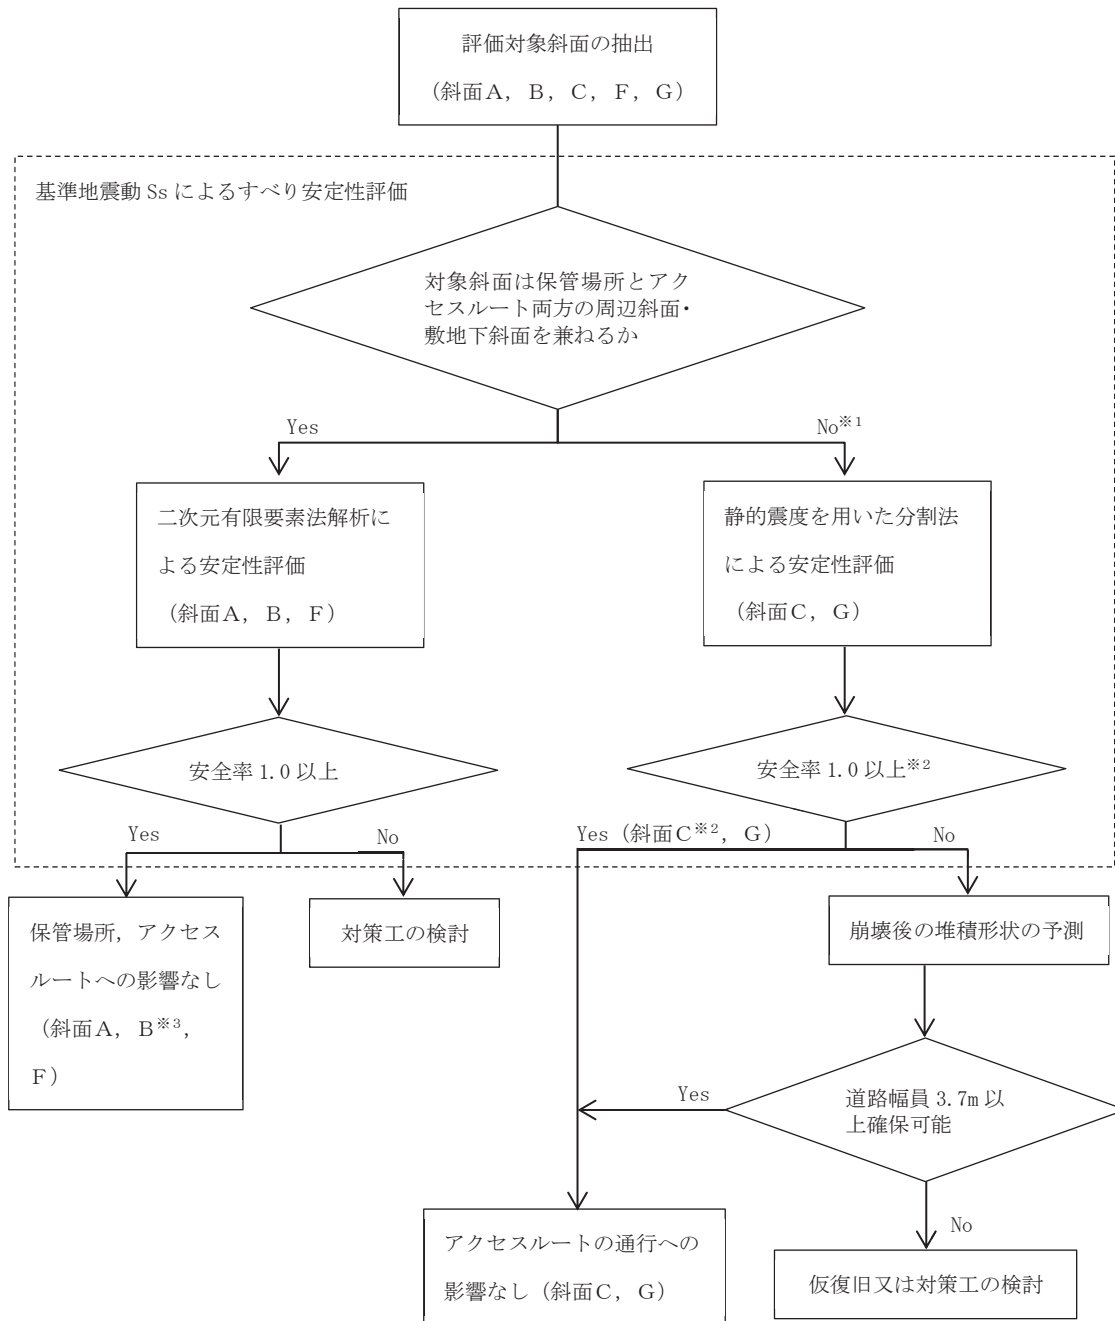 評価対象斜面の抽出
（斜面Ａ，Ｂ，Ｃ，Ｆ，Ｇ）
基準地震動 Ss によるすべり安定性評価
対象斜面は保管場所とアク
セスルート両方の周辺斜面・
敷地下斜面を兼ねるか
Yes
No※1
二次元有限要素法解析に
よる安定性評価
（斜面Ａ，Ｂ，Ｆ）
静的震度を用いた分割法
による安定性評価
（斜面Ｃ，Ｇ）
安全率 1.0 以上
安全率 1.0 以上※2
Yes
No
Yes（斜面Ｃ※2，Ｇ）
No
保管場所，アクセス
ルートへの影響なし
（斜面Ａ，Ｂ※3，
Ｆ）
対策工の検討
崩壊後の堆積形状の予測
Yes
道路幅員 3.7m 以
上確保可能
No
アクセスルートの通行への
影響なし（斜面Ｃ，Ｇ）
仮復旧又は対策工の検討